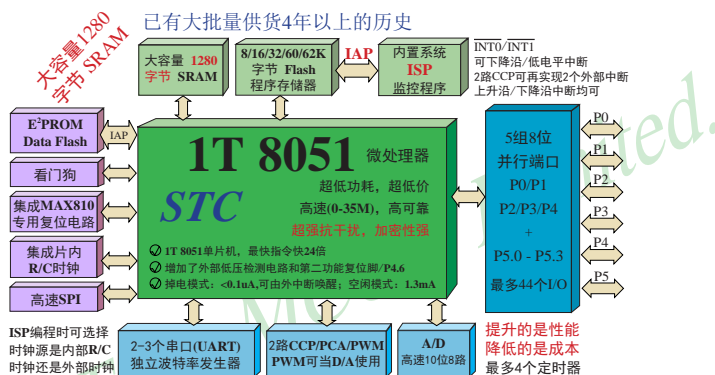 已有大批量供货4年以上的历史
大容量1280
字节 SRAM
大容量 1280
字节 SRAM
8/16/32/60/62K
字节 Flash
程序存储器
IAP
内置系统
ISP
监控程序
INT0/INT1
可下降沿/低电平中断
2路CCP可再实现2个外部中断
上升沿/下降沿中断均可
E²PROM
Data Flash
IAP
看门狗
集成MAX810
专用复位电路
集成片内
R/C时钟
高速SPI
1T 8051 微处理器
STC
超低功耗，超低价
高速(0-35M)，高可靠
超强抗干扰，加密性强
1T 8051单片机，最快指令快24倍
增加了外部低压检测电路和第二功能复位脚/P4.6
掉电模式：<0.1uA,可由外中断唤醒；空闲模式：1.3mA
5组8位
并行端口
P0/P1
P2/P3/P4
+
P5.0 - P5.3
最多44个I/O
P0
P1
P2
P3
P4
P5
ISP编程时可选择
时钟源是内部R/C
时钟还是外部时钟
2-3个串口(UART)
独立波特率发生器
2路CCP/PCA/PWM
PWM可当D/A使用
A/D
高速10位8路
提升的是性能
降低的是成本
最多4个定时器